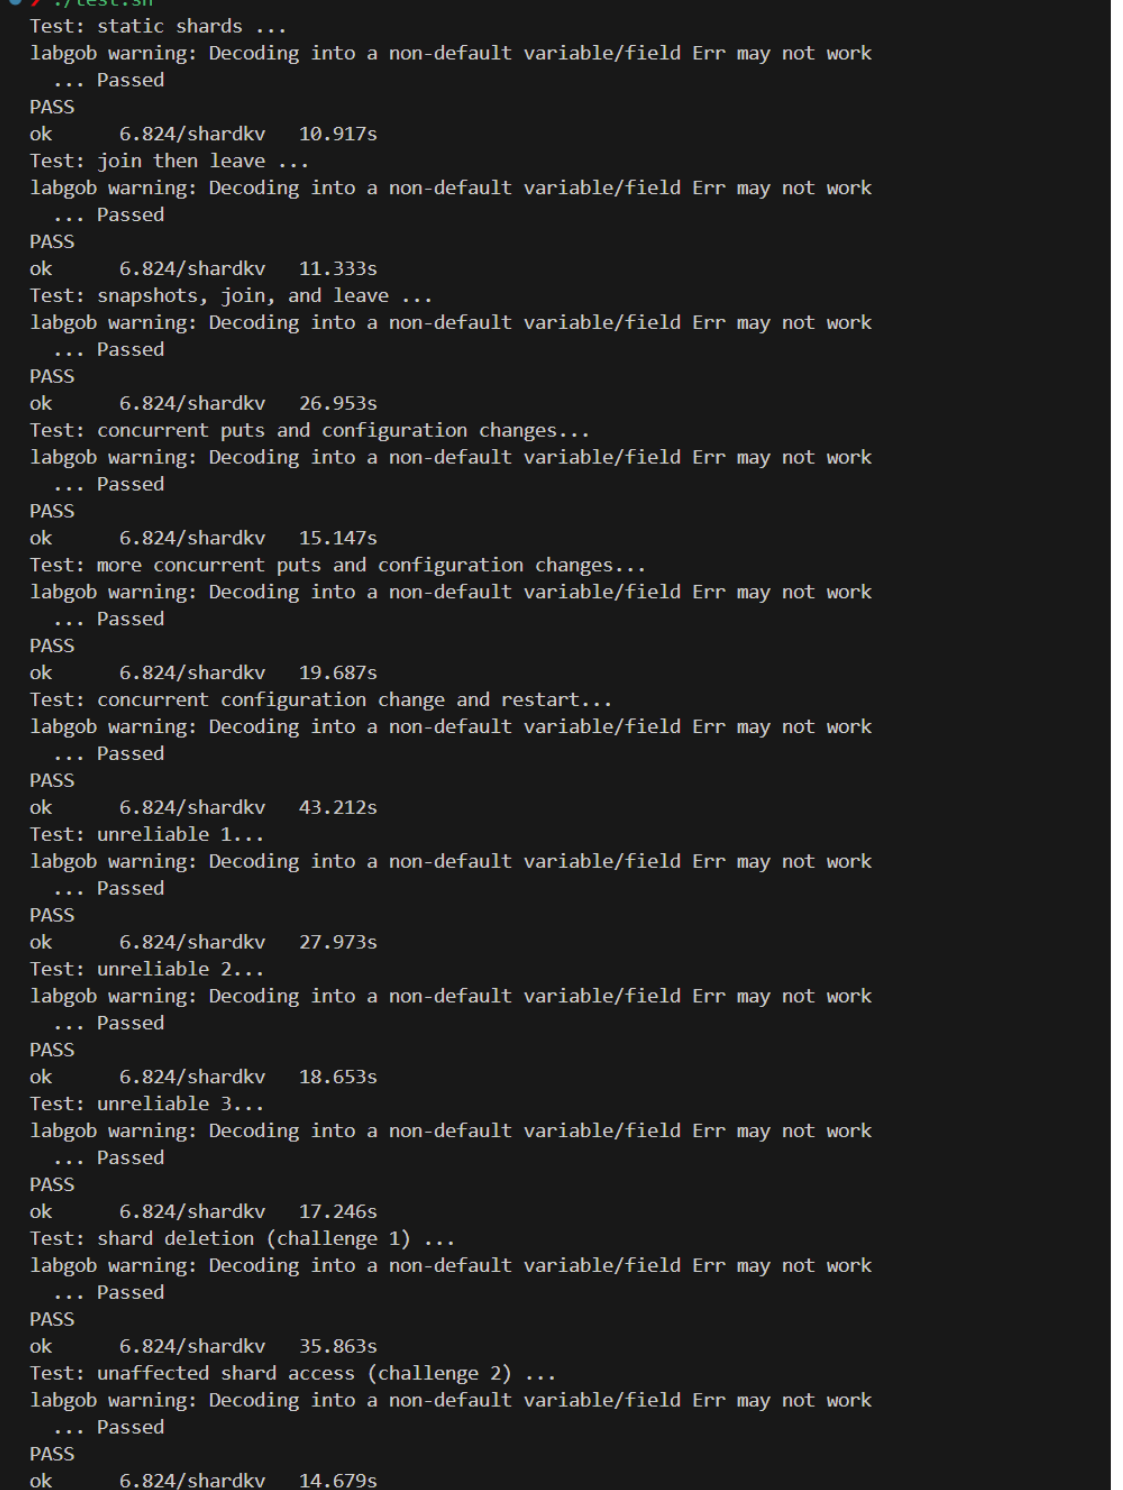 ❯ ./test.sh
Test: static shards ...
labgob warning: Decoding into a non-default variable/field Err may not work
  ... Passed
PASS
ok      6.824/shardkv   10.917s
Test: join then leave ...
labgob warning: Decoding into a non-default variable/field Err may not work
  ... Passed
PASS
ok      6.824/shardkv   11.333s
Test: snapshots, join, and leave ...
labgob warning: Decoding into a non-default variable/field Err may not work
  ... Passed
PASS
ok      6.824/shardkv   26.953s
Test: concurrent puts and configuration changes...
labgob warning: Decoding into a non-default variable/field Err may not work
  ... Passed
PASS
ok      6.824/shardkv   15.147s
Test: more concurrent puts and configuration changes...
labgob warning: Decoding into a non-default variable/field Err may not work
  ... Passed
PASS
ok      6.824/shardkv   19.687s
Test: concurrent configuration change and restart...
labgob warning: Decoding into a non-default variable/field Err may not work
  ... Passed
PASS
ok      6.824/shardkv   43.212s
Test: unreliable 1...
labgob warning: Decoding into a non-default variable/field Err may not work
  ... Passed
PASS
ok      6.824/shardkv   27.973s
Test: unreliable 2...
labgob warning: Decoding into a non-default variable/field Err may not work
  ... Passed
PASS
ok      6.824/shardkv   18.653s
Test: unreliable 3...
labgob warning: Decoding into a non-default variable/field Err may not work
  ... Passed
PASS
ok      6.824/shardkv   17.246s
Test: shard deletion (challenge 1) ...
labgob warning: Decoding into a non-default variable/field Err may not work
  ... Passed
PASS
ok      6.824/shardkv   35.863s
Test: unaffected shard access (challenge 2) ...
labgob warning: Decoding into a non-default variable/field Err may not work
  ... Passed
PASS
ok      6.824/shardkv   14.679s